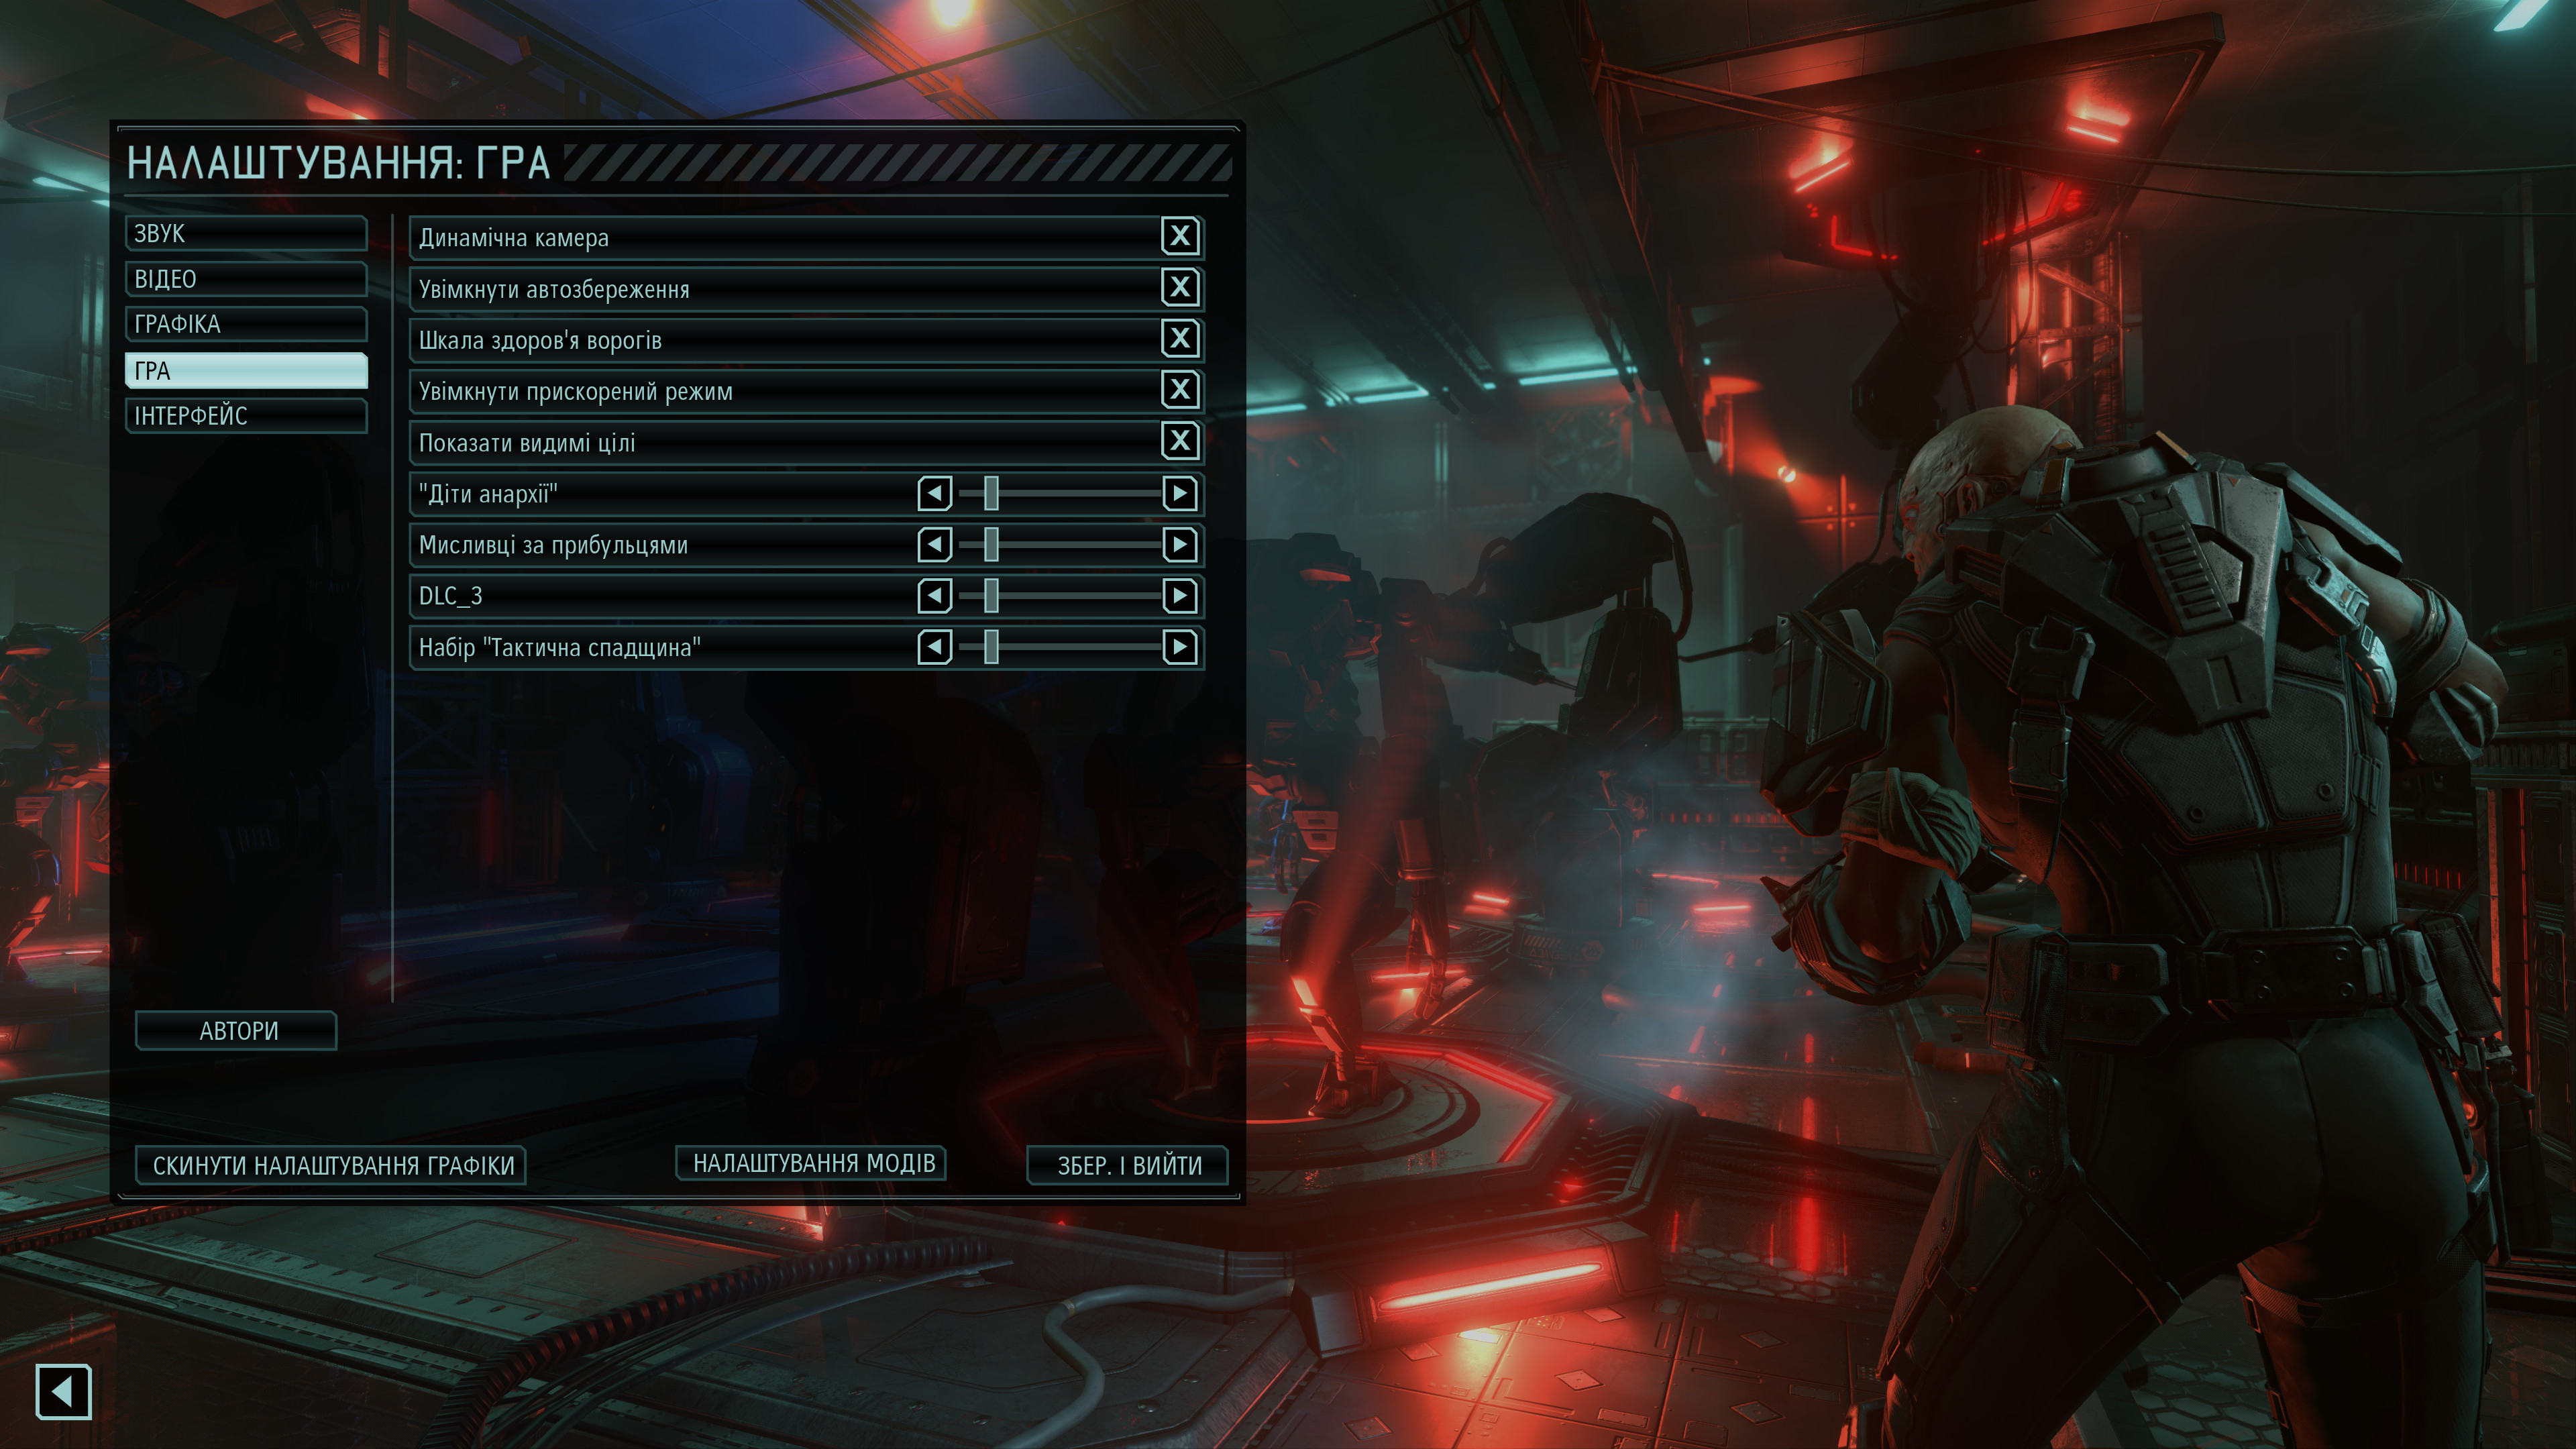 НАЛАШТУВАННЯ: ГРА
ЗВУК
ВІДЕО
ГРАФІКА
ГРА
ІНТЕРФЕЙС
Динамічна камера
Увімкнути автозбереження
Шкала здоров'я ворогів
Увімкнути прискорений режим
Показати видимі цілі
"Діти анархії"
Мисливці за прибульцями
DLC_3
Набір "Тактична спадщина"
АВТОРИ
СКИНУТИ НАЛАШТУВАННЯ ГРАФІКИ
НАЛАШТУВАННЯ МОДІВ
ЗБЕР. І ВИЙТИ